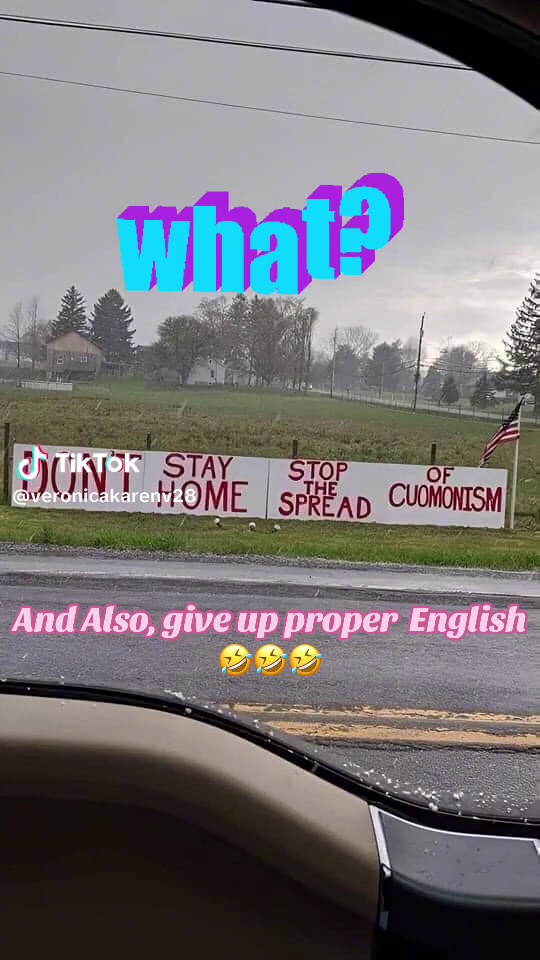 what?
DON'T
STAY
HOME
STOP
THE
SPREAD
OF
CUOMONISM
TikTok
@veronicakarenv28
And Also, give up proper English
🤣🤣🤣